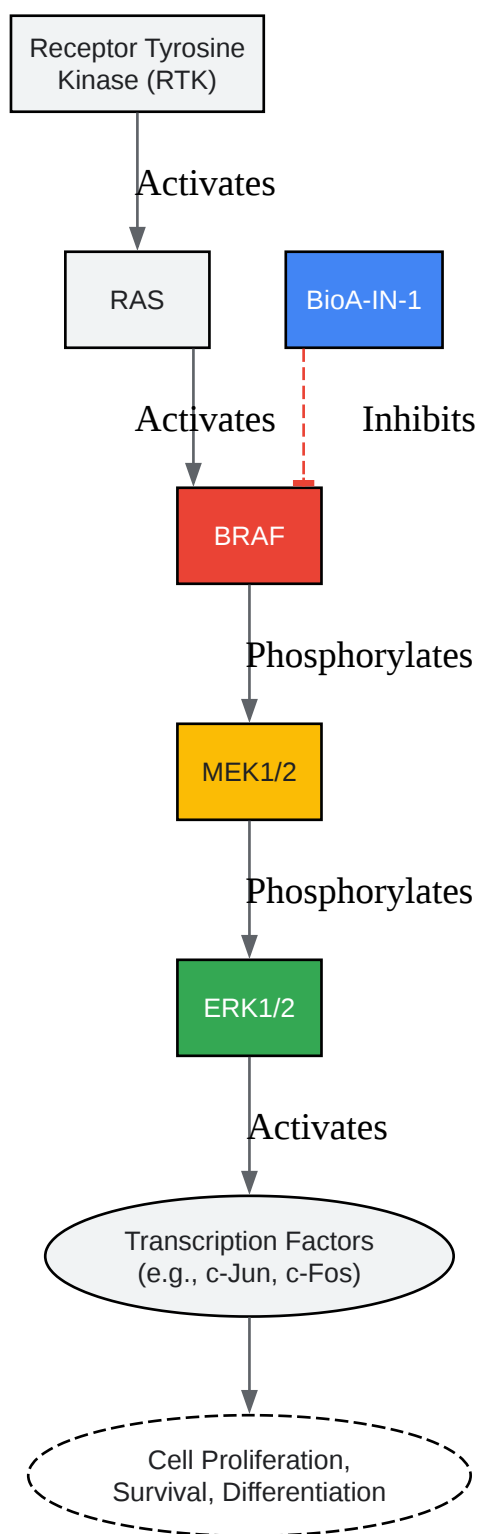 Receptor Tyrosine
Kinase (RTK)
Activates
RAS
BioA-IN-1
Activates
Inhibits
BRAF
Phosphorylates
MEK1/2
Phosphorylates
ERK1/2
Activates
Transcription Factors
(e.g., c-Jun, c-Fos)
Cell Proliferation,
Survival, Differentiation